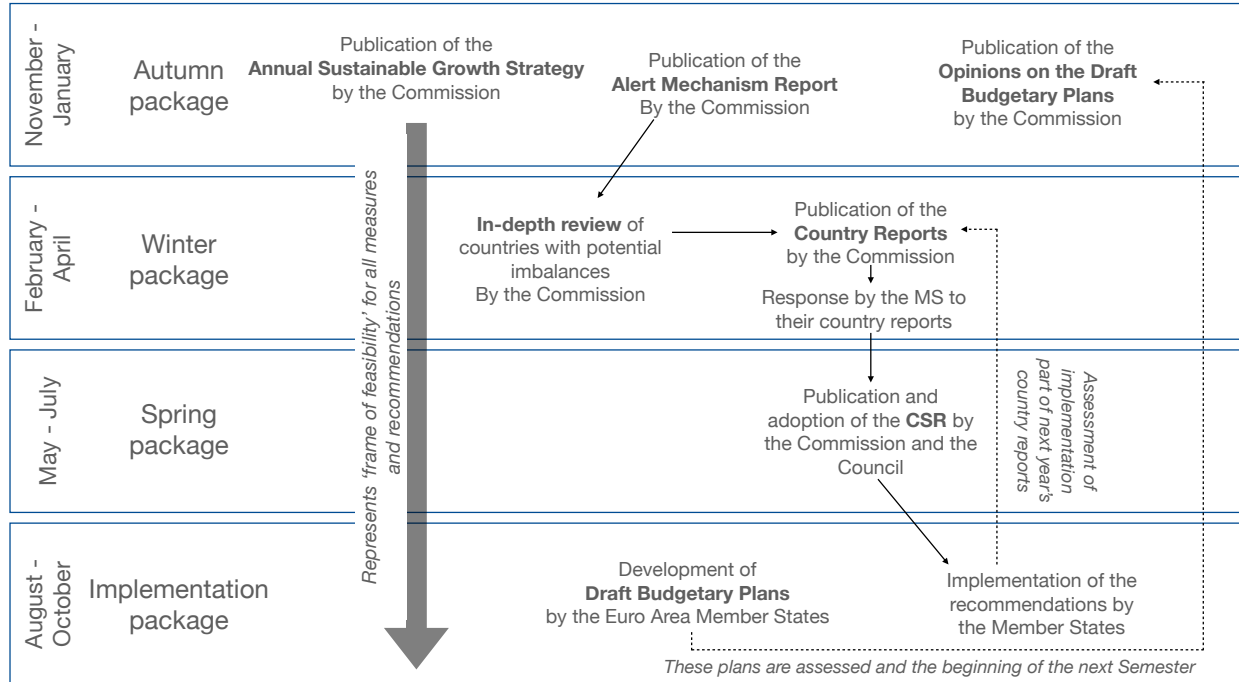 November -
January
Autumn
package
Publication of the
Annual Sustainable Growth Strategy
by the Commission
Publication of the
Alert Mechanism Report
By the Commission
Publication of the
Opinions on the Draft
Budgetary Plans
by the Commission
Represents ‘frame of feasibility’ for all measures
and recommendations
February -
April
Winter
package
In-depth review of
countries with potential
imbalances
By the Commission
Publication of the
Country Reports
by the Commission
Response by the MS to
their country reports
May - July
Spring
package
Publication and
adoption of the CSR by
the Commission and the
Council
Assessment of
implementation
part of next year’s
country reports
August -
October
Implementation
package
Development of
Draft Budgetary Plans
by the Euro Area Member States
Implementation of the
recommendations by
the Member States
These plans are assessed and the beginning of the next Semester